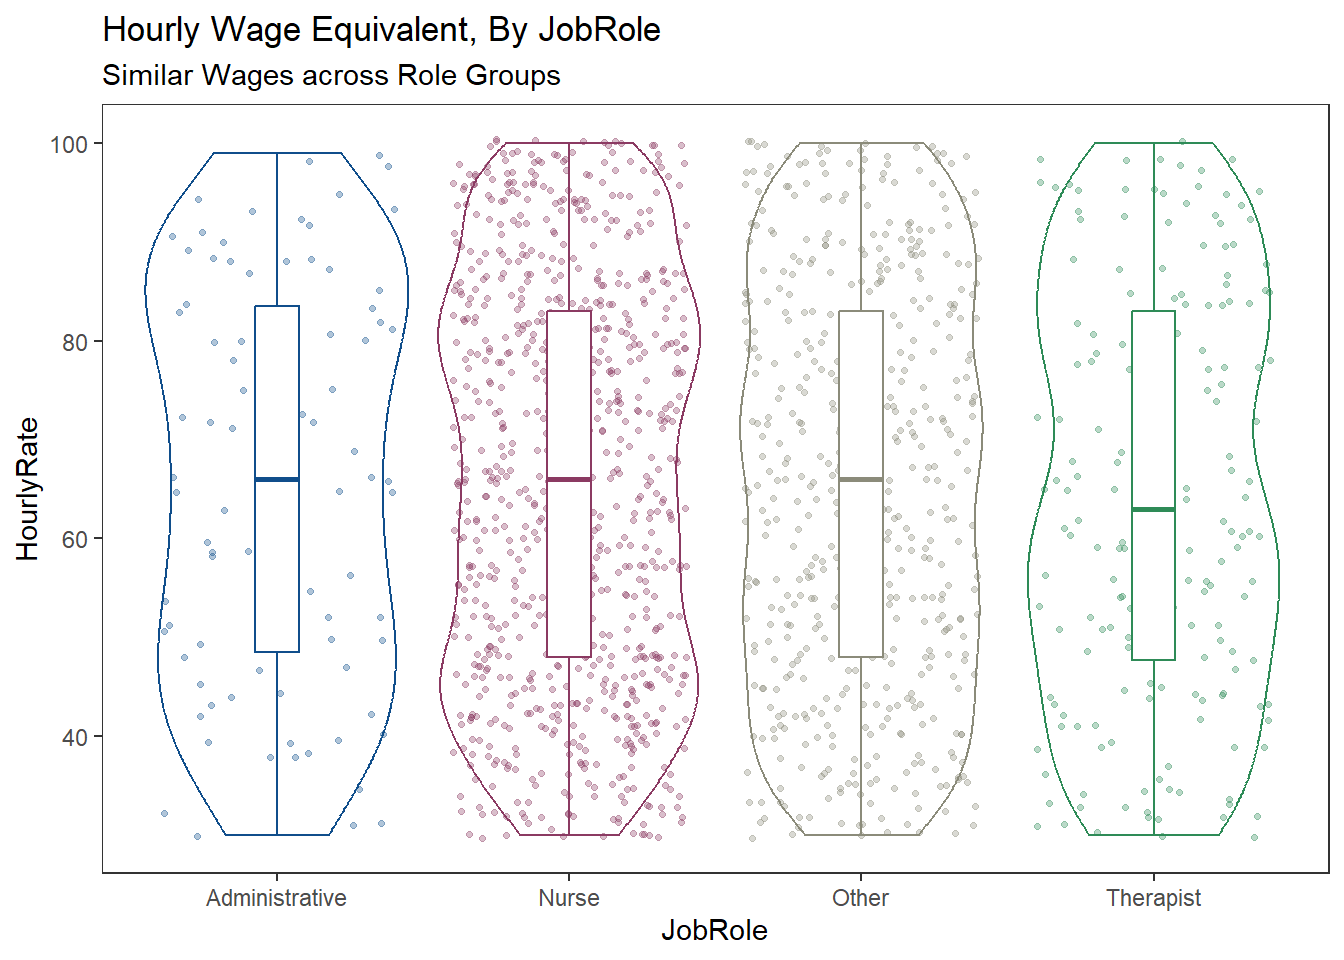 Hourly Wage Equivalent, By JobRole
Similar Wages across Role Groups
HourlyRate
100
80
60
40
Administrative
Nurse
Other
Therapist
JobRole